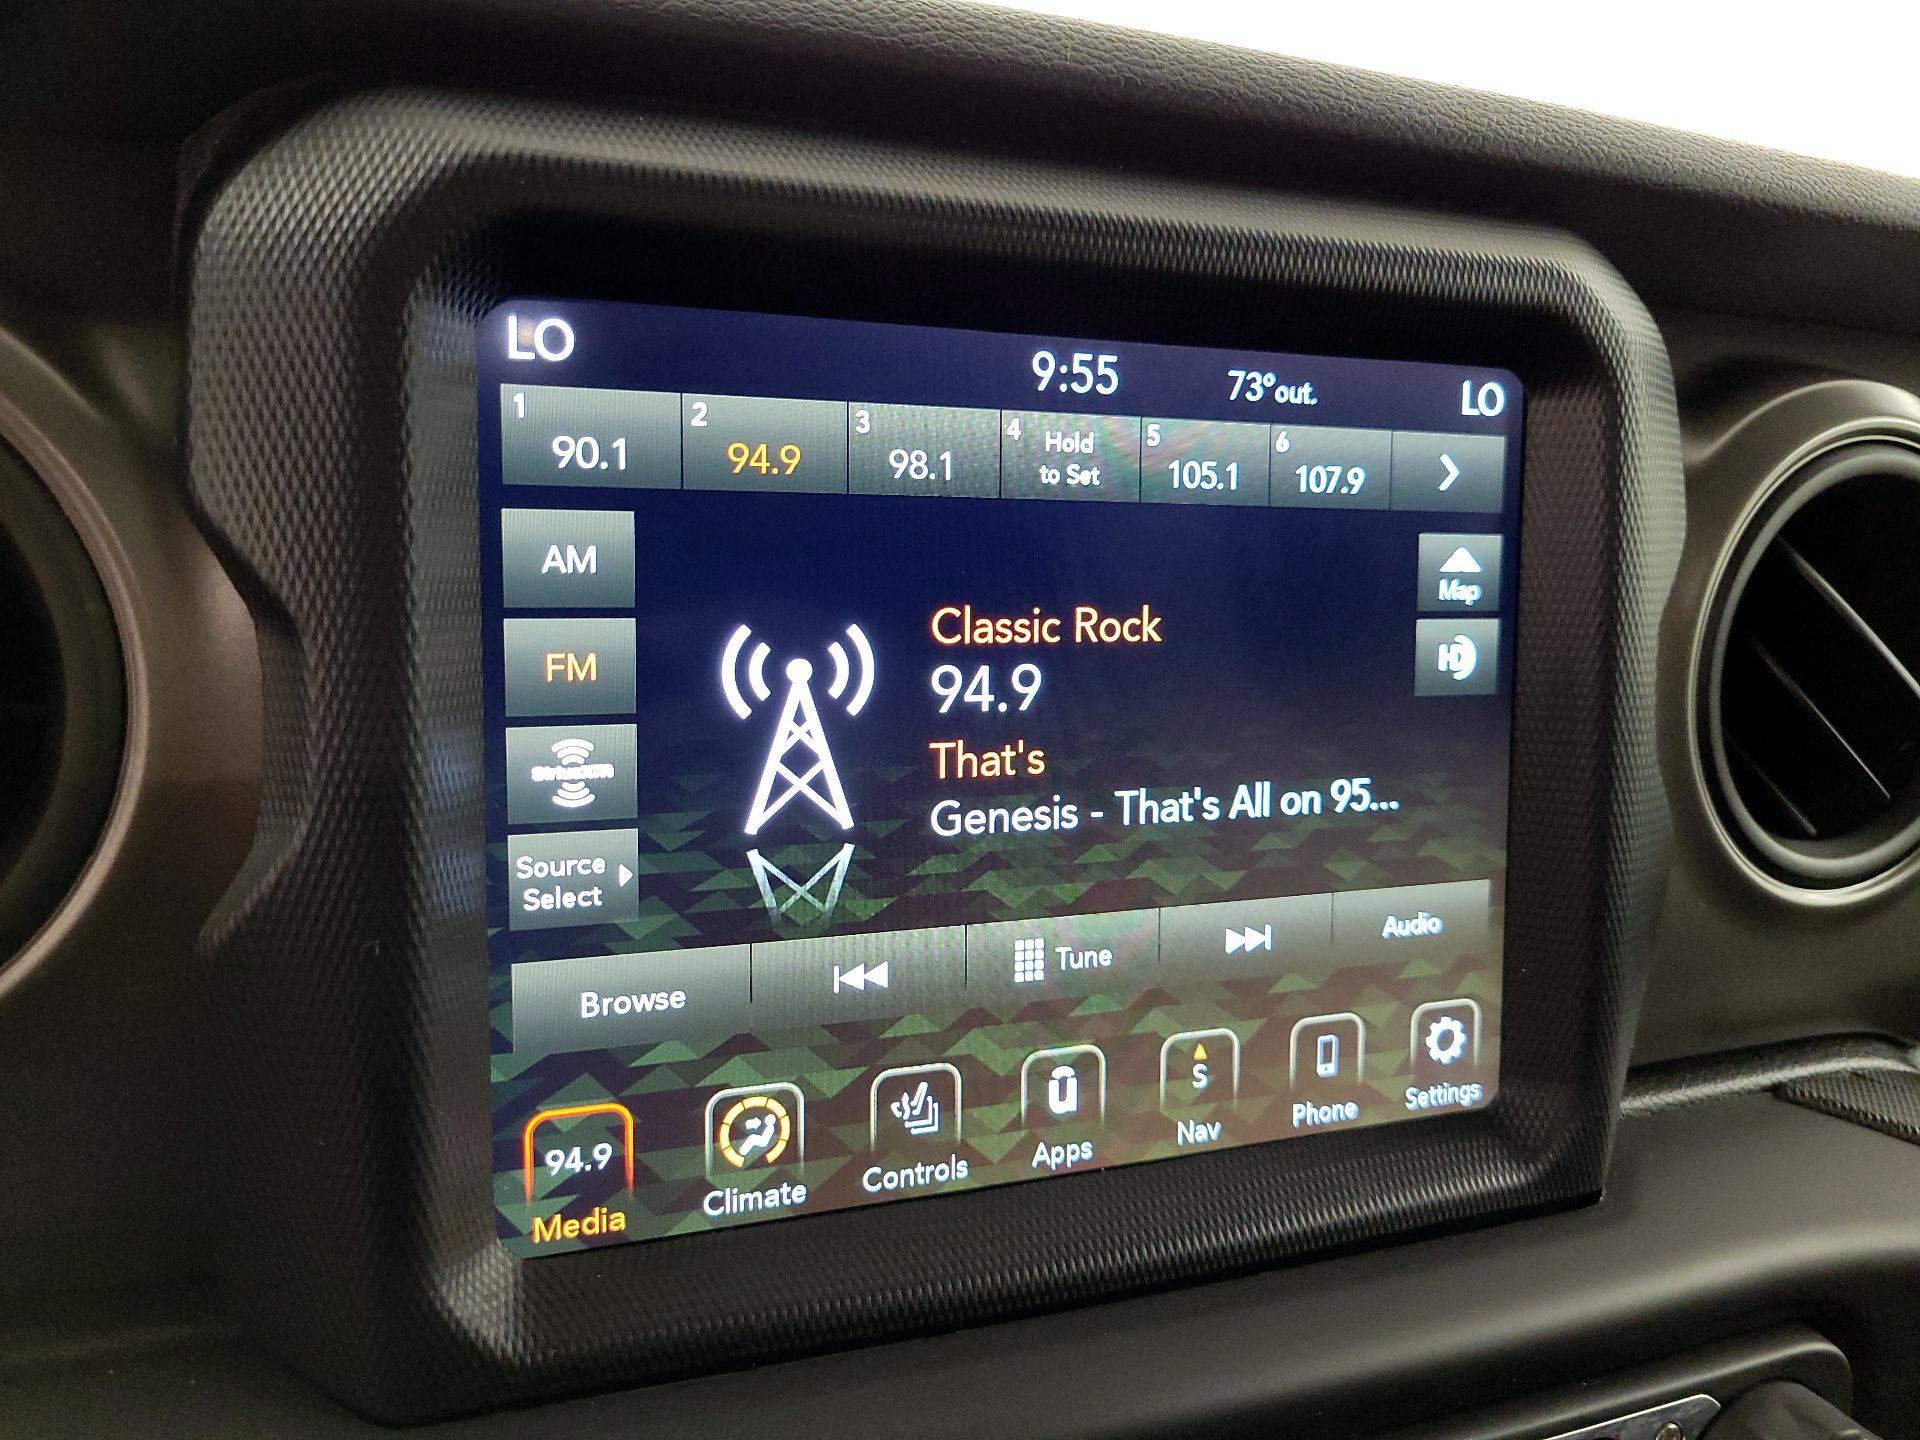 LO
9:55
73°out.
LO
1
90.1
2
94.9
3
98.1
4
Hold
to Set
5
105.1
6
107.9
AM
FM
Source
Select
Classic Rock
94.9
That's
Genesis - That's All on 95...
Map
HD
Browse
Tune
Audio
94.9
Media
Climate
Controls
u
Apps
S
Nav
Phone
Settings